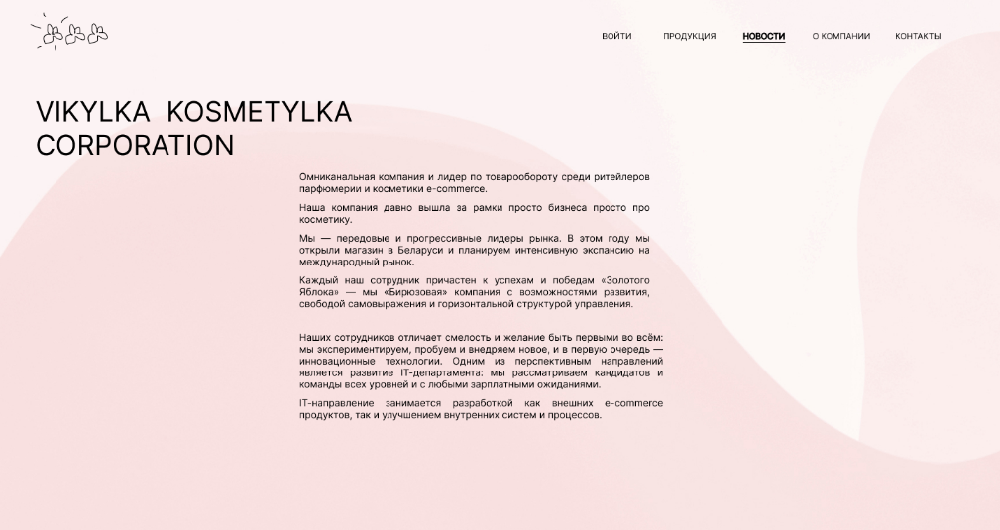 ВОЙТИ ПРОДУКЦИЯ НОВОСТИ О КОМПАНИИ КОНТАКТЫ
VIKYLKA KOSMETYLKA
CORPORATION
Омниканальная компания и лидер по товарообороту среди ритейлеров
парфюмерии и косметики e-commerce.
Наша компания давно вышла за рамки просто бизнеса просто про
косметику.
Мы — передовые и прогрессивные лидеры рынка. В этом году мы
открыли магазин в Беларуси и планируем интенсивную экспансию на
международный рынок.
Каждый наш сотрудник причастен к успехам и победам «Золотого
Яблока» — мы «Бирюзовая» компания с возможностями развития,
свободой самовыражения и горизонтальной структурой управления.
Наших сотрудников отличает смелость и желание быть первыми во всём:
мы экспериментируем, пробуем и внедряем новое, и в первую очередь —
инновационные технологии. Одним из перспективным направлений
является развитие IT-департамента: мы рассматриваем кандидатов и
команды всех уровней и с любыми зарплатными ожиданиями.
IT-направление занимается разработкой как внешних e-commerce
продуктов, так и улучшением внутренних систем и процессов.